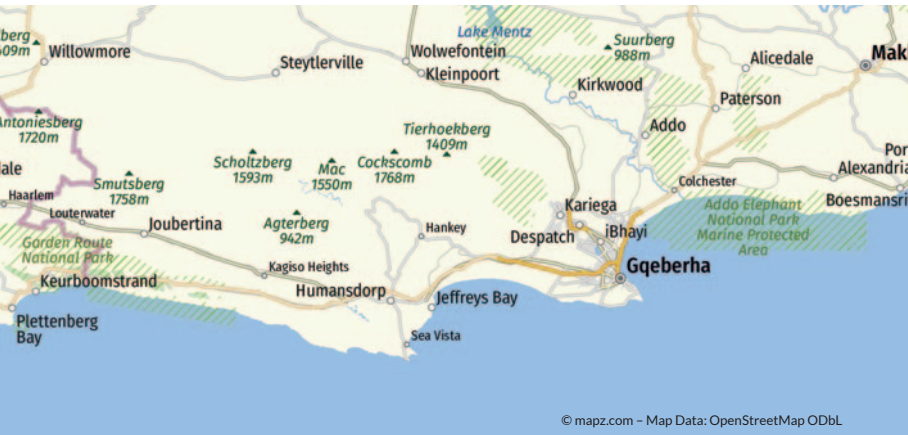 Lake Mentz
berg
409m
Willowmore
Steytlerville
Wolwefontein
Kleinpoort
Suurberg
988m
Alicedale
Mak
Kirkwood
Paterson
Antoniesberg
1720m
Addo
Tierhoekberg
1409m
Scholtzberg
1593m
Mac
1550m
Cockscomb
1768m
Por
ale
Smutsberg
1758m
Colchester
Alexandria
Haarlem
Boesmansri
Louterwater
Joubertina
Agterberg
942m
Hankey
Kariega
Despatch
iBhayi
Addo Elephant
National Park
Marine Protected
Area
Garden Route
National Park
Kagiso Heights
Gqeberha
Keurboomstrand
Humansdorp
Jeffreys Bay
Plettenberg
Bay
Sea Vista
© mapz.com – Map Data: OpenStreetMap ODbL